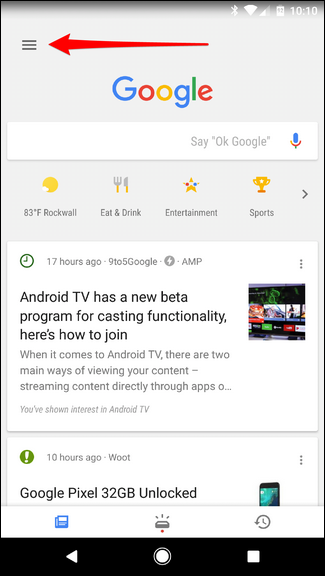 10:10
Google
Say "Ok Google"
83°F Rockwall
Eat & Drink
Entertainment
Sports
17 hours ago · 9to5Google · AMP
Android TV has a new beta
program for casting functionality,
here's how to join
When it comes to Android TV, there are two
main ways of viewing your content –
streaming content directly through apps o...
You've shown interest in Android TV
10 hours ago · Woot
Google Pixel 32GB Unlocked